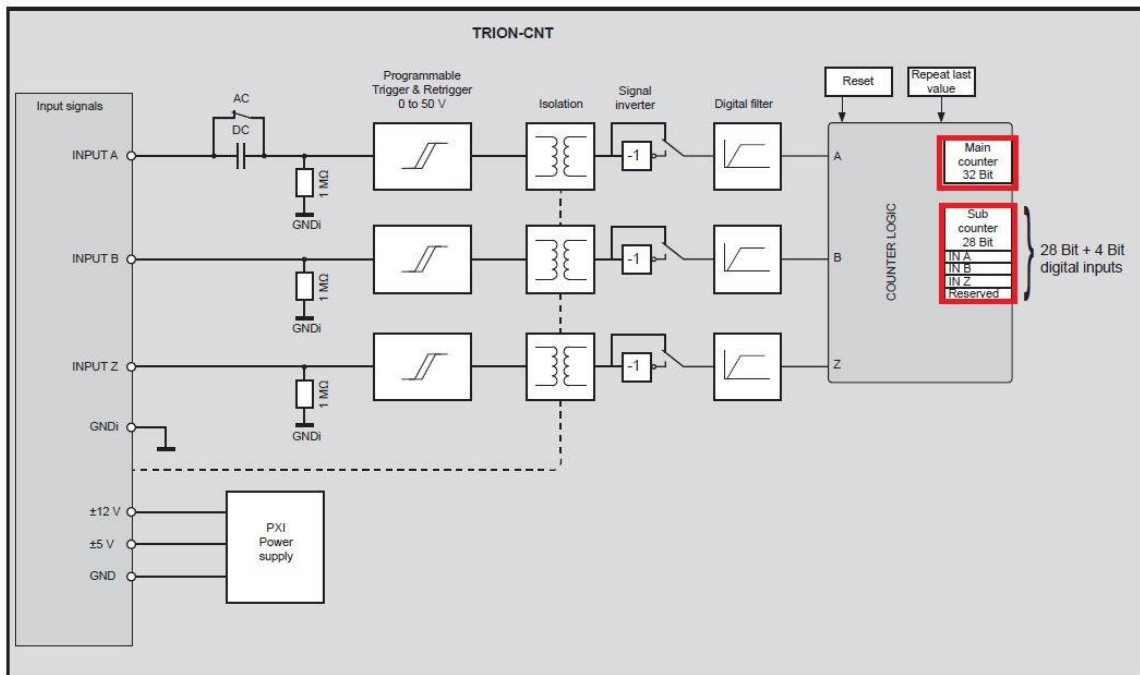 TRION-CNT
Input signals
AC
DC
Programmable
Trigger & Retrigger
0 to 50 V
Isolation
Signal
inverter
Digital filter
Reset
Repeat last
value
INPUT A
1 MΩ
GNDi
-1
A
Main
counter
32 Bit
INPUT B
1 MΩ
GNDi
-1
B
COUNTER LOGIC
Sub
counter
28 Bit
IN A
IN B
IN Z
Reserved
28 Bit + 4 Bit
digital inputs
INPUT Z
1 MΩ
GNDi
-1
Z
GNDi
±12 V
±5 V
GND
PXI
Power
supply